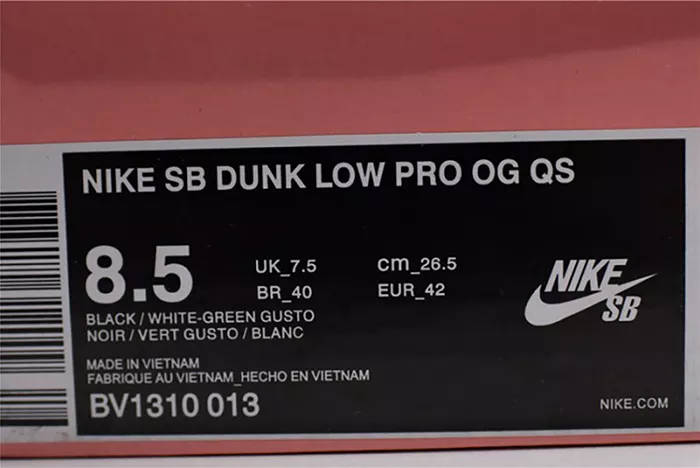 NIKE SB DUNK LOW PRO OG QS
8.5
UK_7.5 cm_26.5
BR_40 EUR_42
BLACK / WHITE-GREEN GUSTO
NOIR / VERT GUSTO / BLANC
NIKE
SB
MADE IN VIETNAM
FABRIQUE AU VIETNAM_HECHO EN VIETNAM
BV1310 013
NIKE.COM